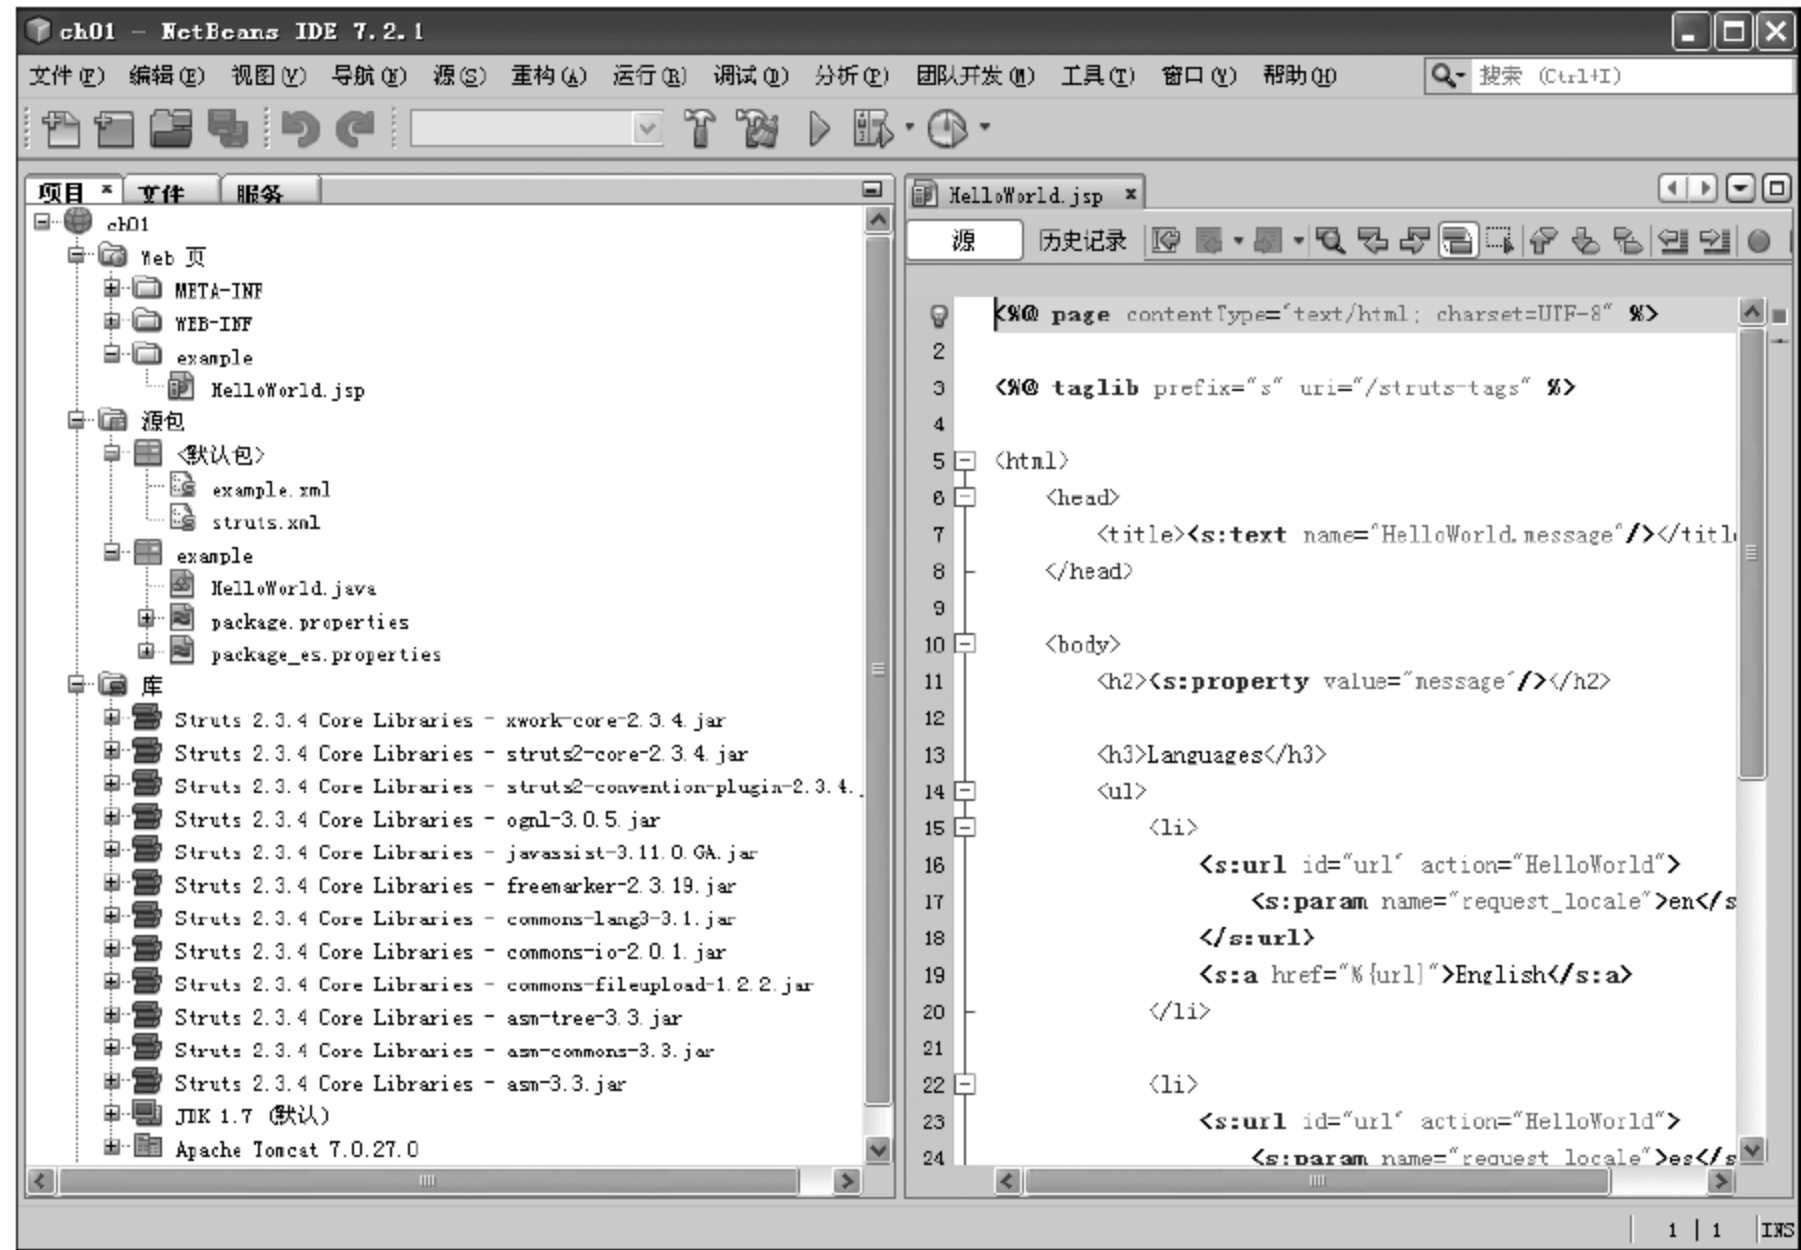 ch01 - NetBeans IDE 7.2.1
文件(F) 编辑(E) 视图(V) 导航(N) 源(S) 重构(A) 运行(R) 调试(D) 分析(P) 团队开发(M) 工具(T) 窗口(W) 帮助(H) 搜索 (Ctrl+I)
项目 文件 服务
ch01
Web 页
META-INF
WEB-INF
example
HelloWorld.jsp
源包
<默认包>
example.xml
struts.xml
example
HelloWorld.java
package.properties
package_es.properties
库
Struts 2.3.4 Core Libraries - xwork-core-2.3.4.jar
Struts 2.3.4 Core Libraries - struts2-core-2.3.4.jar
Struts 2.3.4 Core Libraries - struts2-convention-plugin-2.3.4.
Struts 2.3.4 Core Libraries - ognl-3.0.5.jar
Struts 2.3.4 Core Libraries - javassist-3.11.0.GA.jar
Struts 2.3.4 Core Libraries - freemarker-2.3.19.jar
Struts 2.3.4 Core Libraries - commons-lang3-3.1.jar
Struts 2.3.4 Core Libraries - commons-io-2.0.1.jar
Struts 2.3.4 Core Libraries - commons-fileupload-1.2.2.jar
Struts 2.3.4 Core Libraries - asm-tree-3.3.jar
Struts 2.3.4 Core Libraries - asm-commons-3.3.jar
Struts 2.3.4 Core Libraries - asm-3.3.jar
JDK 1.7 (默认)
Apache Tomcat 7.0.27.0
HelloWorld.jsp
源 历史记录
<%@ page contentType="text/html; charset=UTF-8" %>
2
3 <%@ taglib prefix="s" uri="/struts-tags" %>
4
5 <html>
6 <head>
7 <title><s:text name="HelloWorld.message"/></titl
8 </head>
9
10 <body>
11 <h2><s:property value="message"/></h2>
12
13 <h3>Languages</h3>
14 <ul>
15 <li>
16 <s:url id="url" action="HelloWorld">
17 <s:param name="request_locale">en</s
18 </s:url>
19 <s:a href="%{url}">English</s:a>
20 </li>
21
22 <li>
23 <s:url id="url" action="HelloWorld">
24 <s:param name="request_locale">es</s
1 | 1 INS